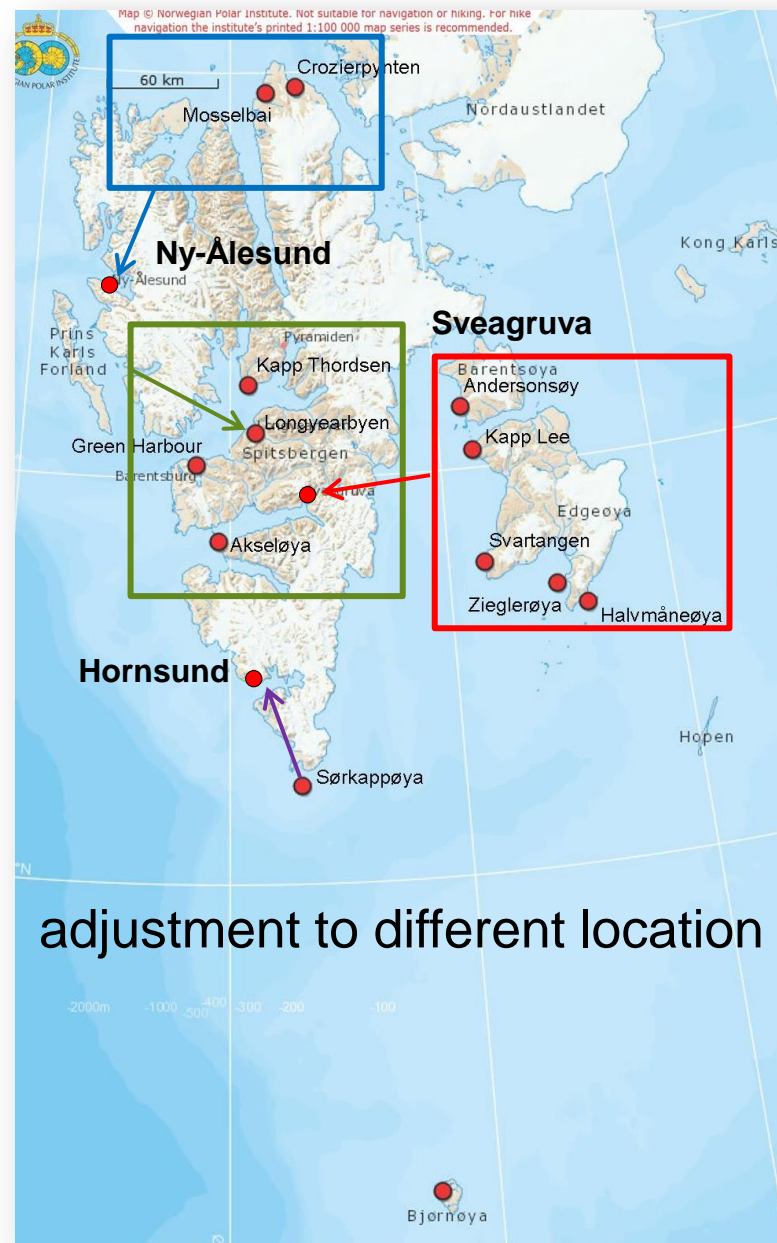 Map © Norwegian Polar Institute. Not suitable for navigation or hiking. For hike
navigation the institute's printed 1:100 000 map series is recommended.
60 km
Crozierpynten
Mosselbai
Nordaustlandet
Ny-Ålesund
Kong Karls
Prins
Karls
Forland
Sveagruva
Pyramiden
Kapp Thordsen
Barentsøya
Andersonsøy
Longyearbyen
Green Harbour
Spitsbergen
Kapp Lee
Barentsburg
Edgeøya
Akseløya
Svartangen
Zieglerøya
Halvmåneøya
Hornsund
Hopen
Sørkappøya
°N
adjustment to different location
-2000m
-1000
-500
-400
-300
-200
-100
Bjørnøya